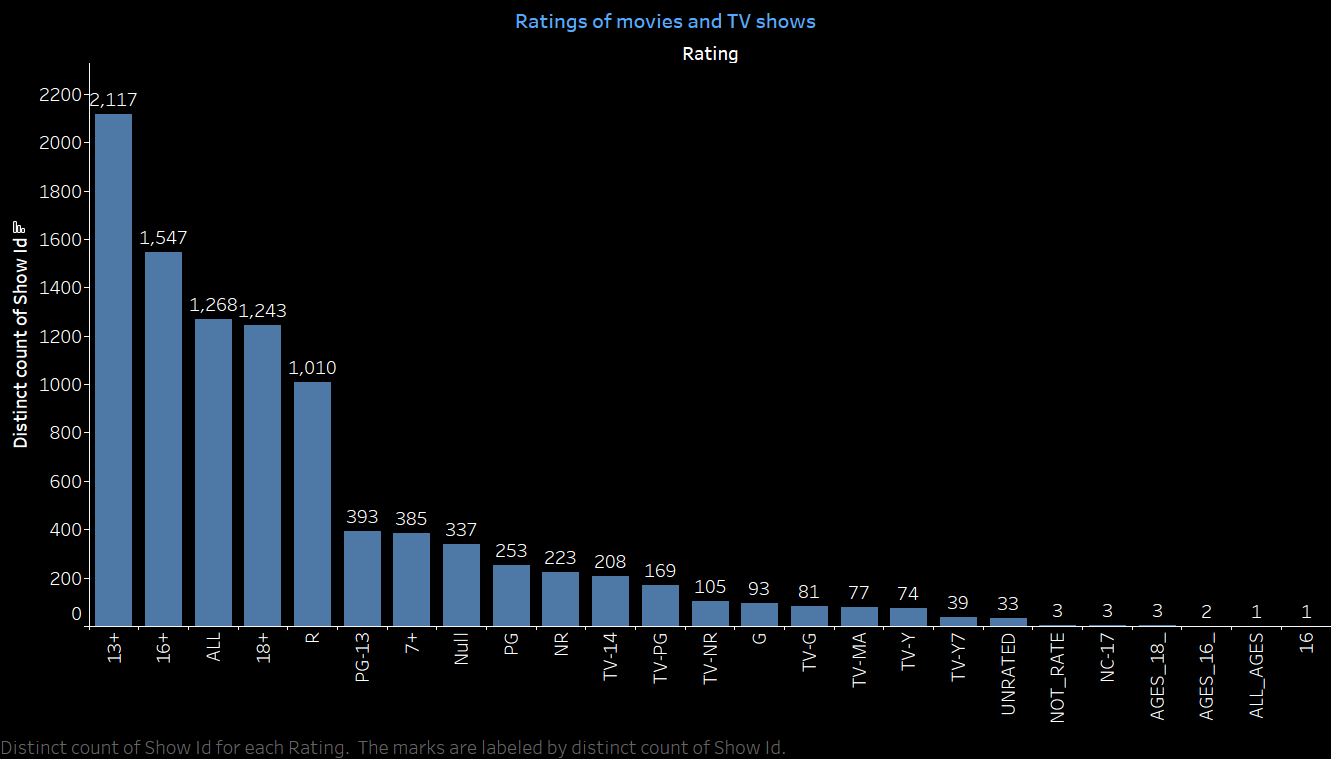 Ratings of movies and TV shows
Rating
Distinct count of Show Id
2200
2000
1800
1600
1400
1200
1000
800
600
400
200
0
2,117
1,547
1,268
1,243
1,010
393
385
337
253
223
208
169
105
93
81
77
74
39
33
3
3
3
2
1
1
13+
16+
ALL
18+
R
PG-13
7+
Null
PG
NR
TV-14
TV-PG
TV-NR
G
TV-G
TV-MA
TV-Y
TV-Y7
UNRATED
NOT_RATE
NC-17
AGES_18_
AGES_16_
ALL_AGES
16
Distinct count of Show Id for each Rating. The marks are labeled by distinct count of Show Id.